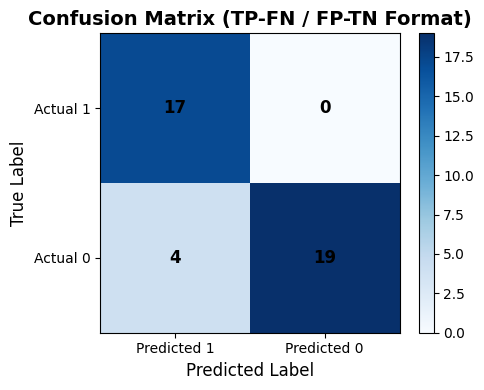 Confusion Matrix (TP-FN / FP-TN Format)
True Label
Actual 1
17
0
Actual 0
4
19
Predicted 1
Predicted 0
Predicted Label
17.5
15.0
12.5
10.0
7.5
5.0
2.5
0.0